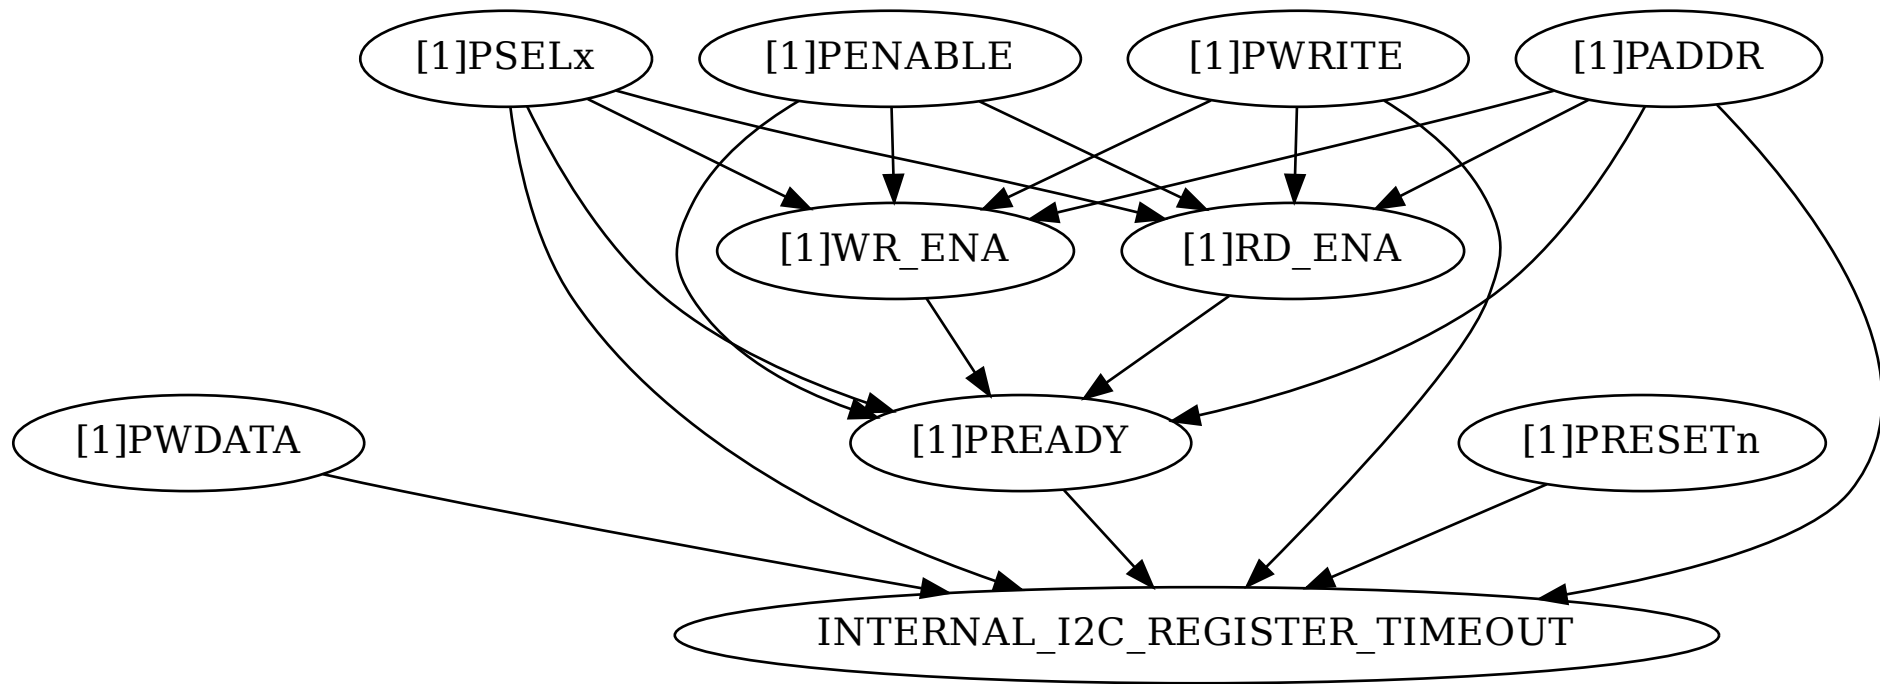 [1]PSELx
[1]PENABLE
[1]PWRITE
[1]PADDR
[1]WR_ENA
[1]RD_ENA
[1]PWDATA
[1]PREADY
[1]PRESETn
INTERNAL_I2C_REGISTER_TIMEOUT